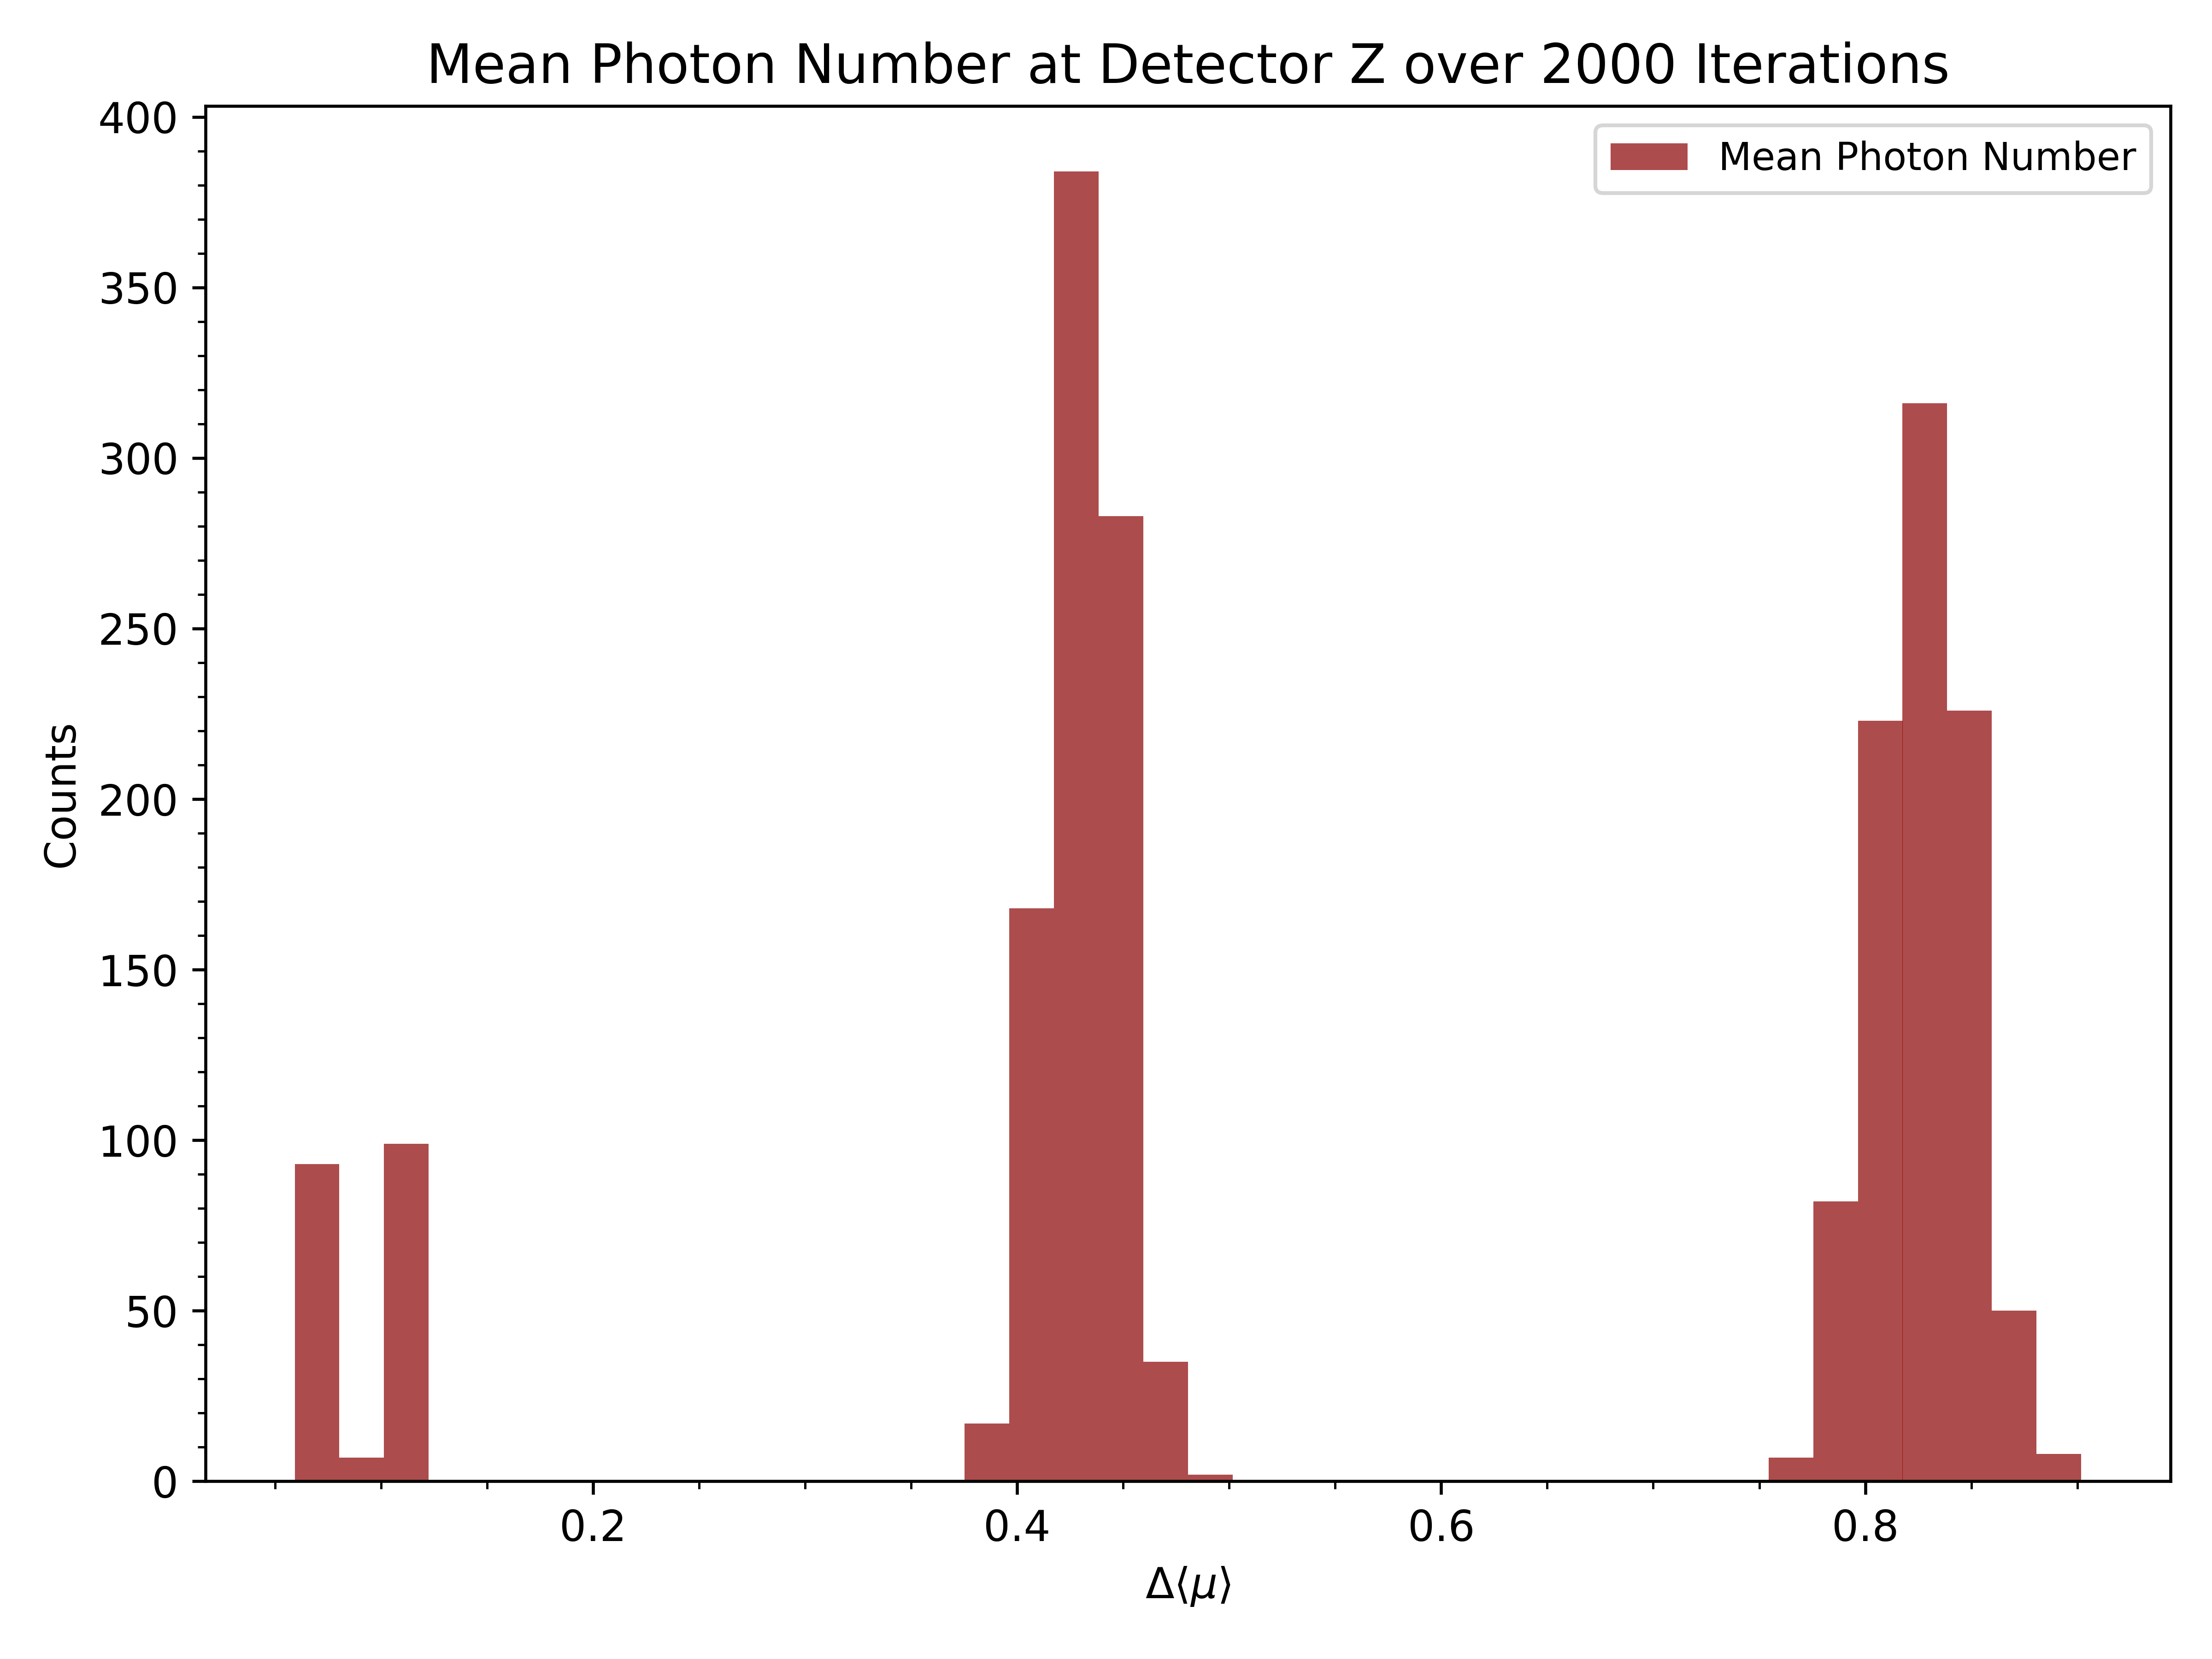 Mean Photon Number at Detector Z over 2000 Iterations
Mean Photon Number
400
350
300
250
200
150
100
50
0
Counts
0.2 0.4 0.6 0.8
Δ⟨μ⟩